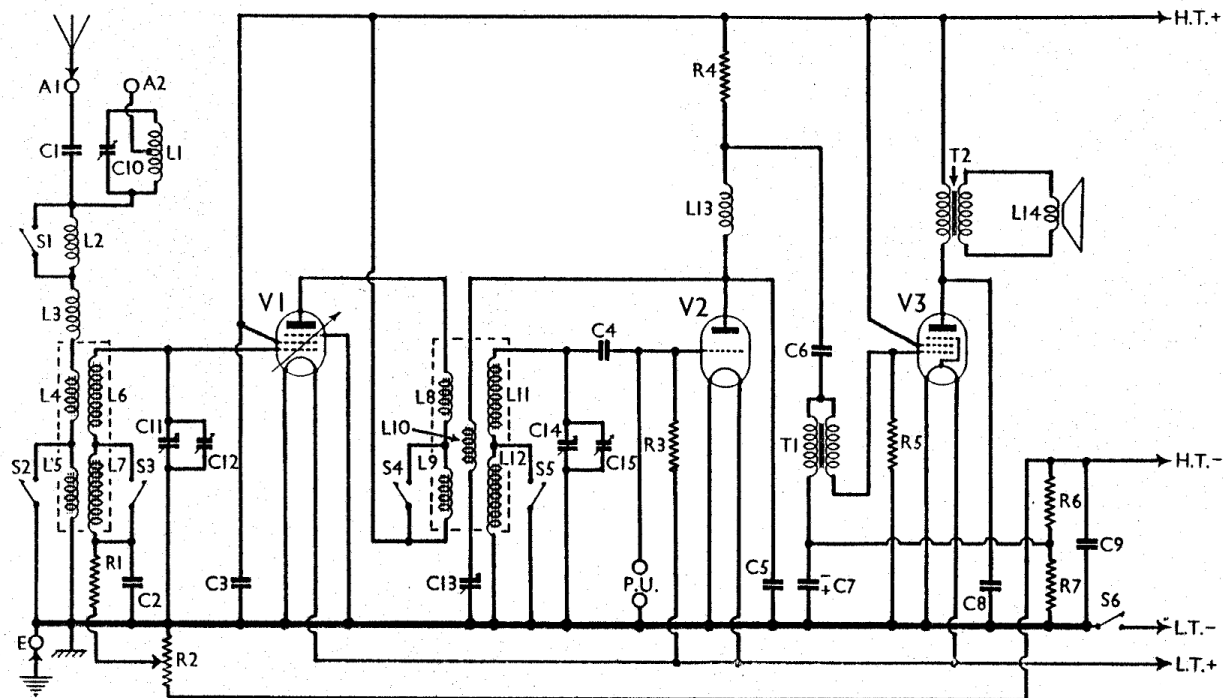 H.T.+
R4
A1
A2
C1
C10
L1
T2
L13
L14
S1
L2
V1
V2
V3
L3
C4
C6
L4
L6
L8
L11
C11
L10
C14
R3
T1
R5
H.T.-
S2
L5
L7
S3
C12
S4
L9
L12
S5
C15
R6
R1
C2
C3
C13
P.U.
C5
- + C7
C8
R7
C9
S6
E
R2
L.T.-
L.T.+